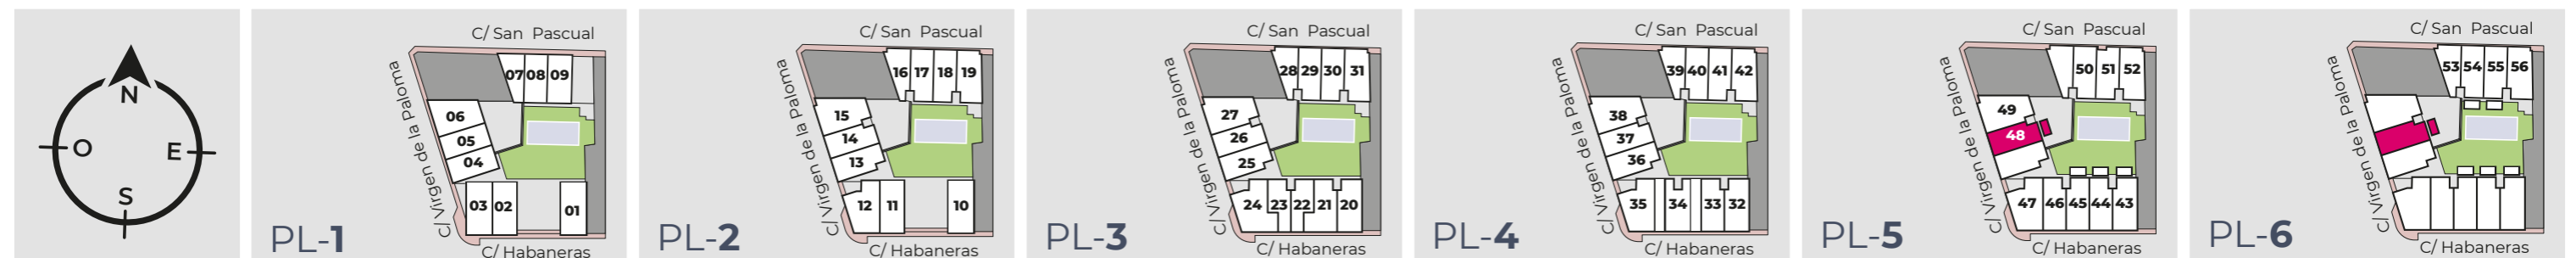 N
O
E
S
C/ San Pascual
C/Virgen de la Paloma
07 08 09
06
05
04
03 02
01
C/ Habaneras
PL-1
C/ San Pascual
C/Virgen de la Paloma
16 17 18 19
15
14
13
12 11
10
C/ Habaneras
PL-2
C/ San Pascual
C/Virgen de la Paloma
28 29 30 31
27
26
25
24 23 22 21 20
C/ Habaneras
PL-3
C/ San Pascual
C/Virgen de la Paloma
39 40 41 42
38
37
36
35 34 33 32
C/ Habaneras
PL-4
C/ San Pascual
C/Virgen de la Paloma
50 51 52
49
48
47 46 45 44 43
C/ Habaneras
PL-5
C/ San Pascual
C/Virgen de la Paloma
53 54 55 56
C/ Habaneras
PL-6